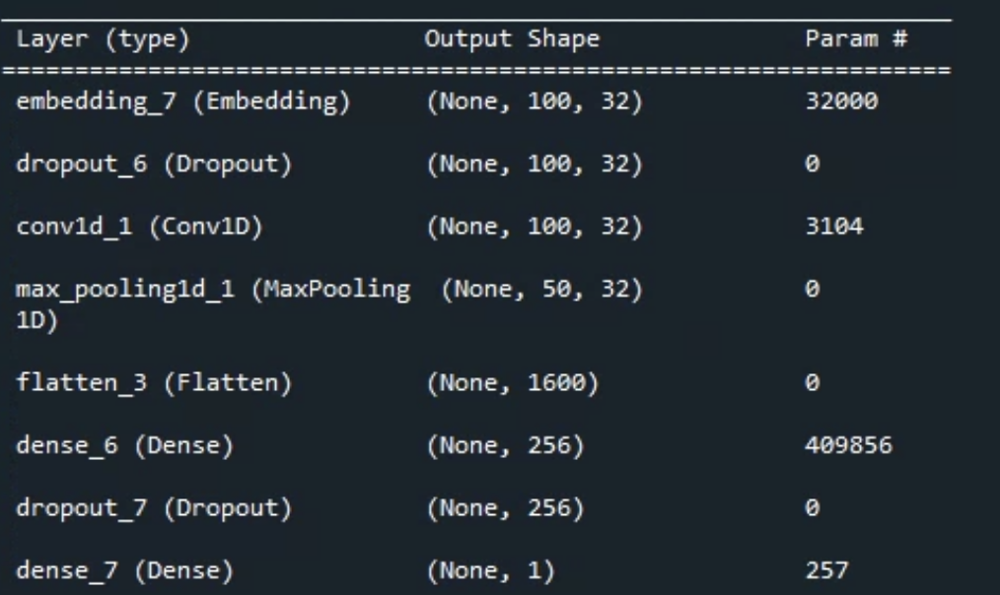 Layer (type) Output Shape Param #
=================================================================
embedding_7 (Embedding) (None, 100, 32) 32000
dropout_6 (Dropout) (None, 100, 32) 0
conv1d_1 (Conv1D) (None, 100, 32) 3104
max_pooling1d_1 (MaxPooling (None, 50, 32) 0
1D)
flatten_3 (Flatten) (None, 1600) 0
dense_6 (Dense) (None, 256) 409856
dropout_7 (Dropout) (None, 256) 0
dense_7 (Dense) (None, 1) 257